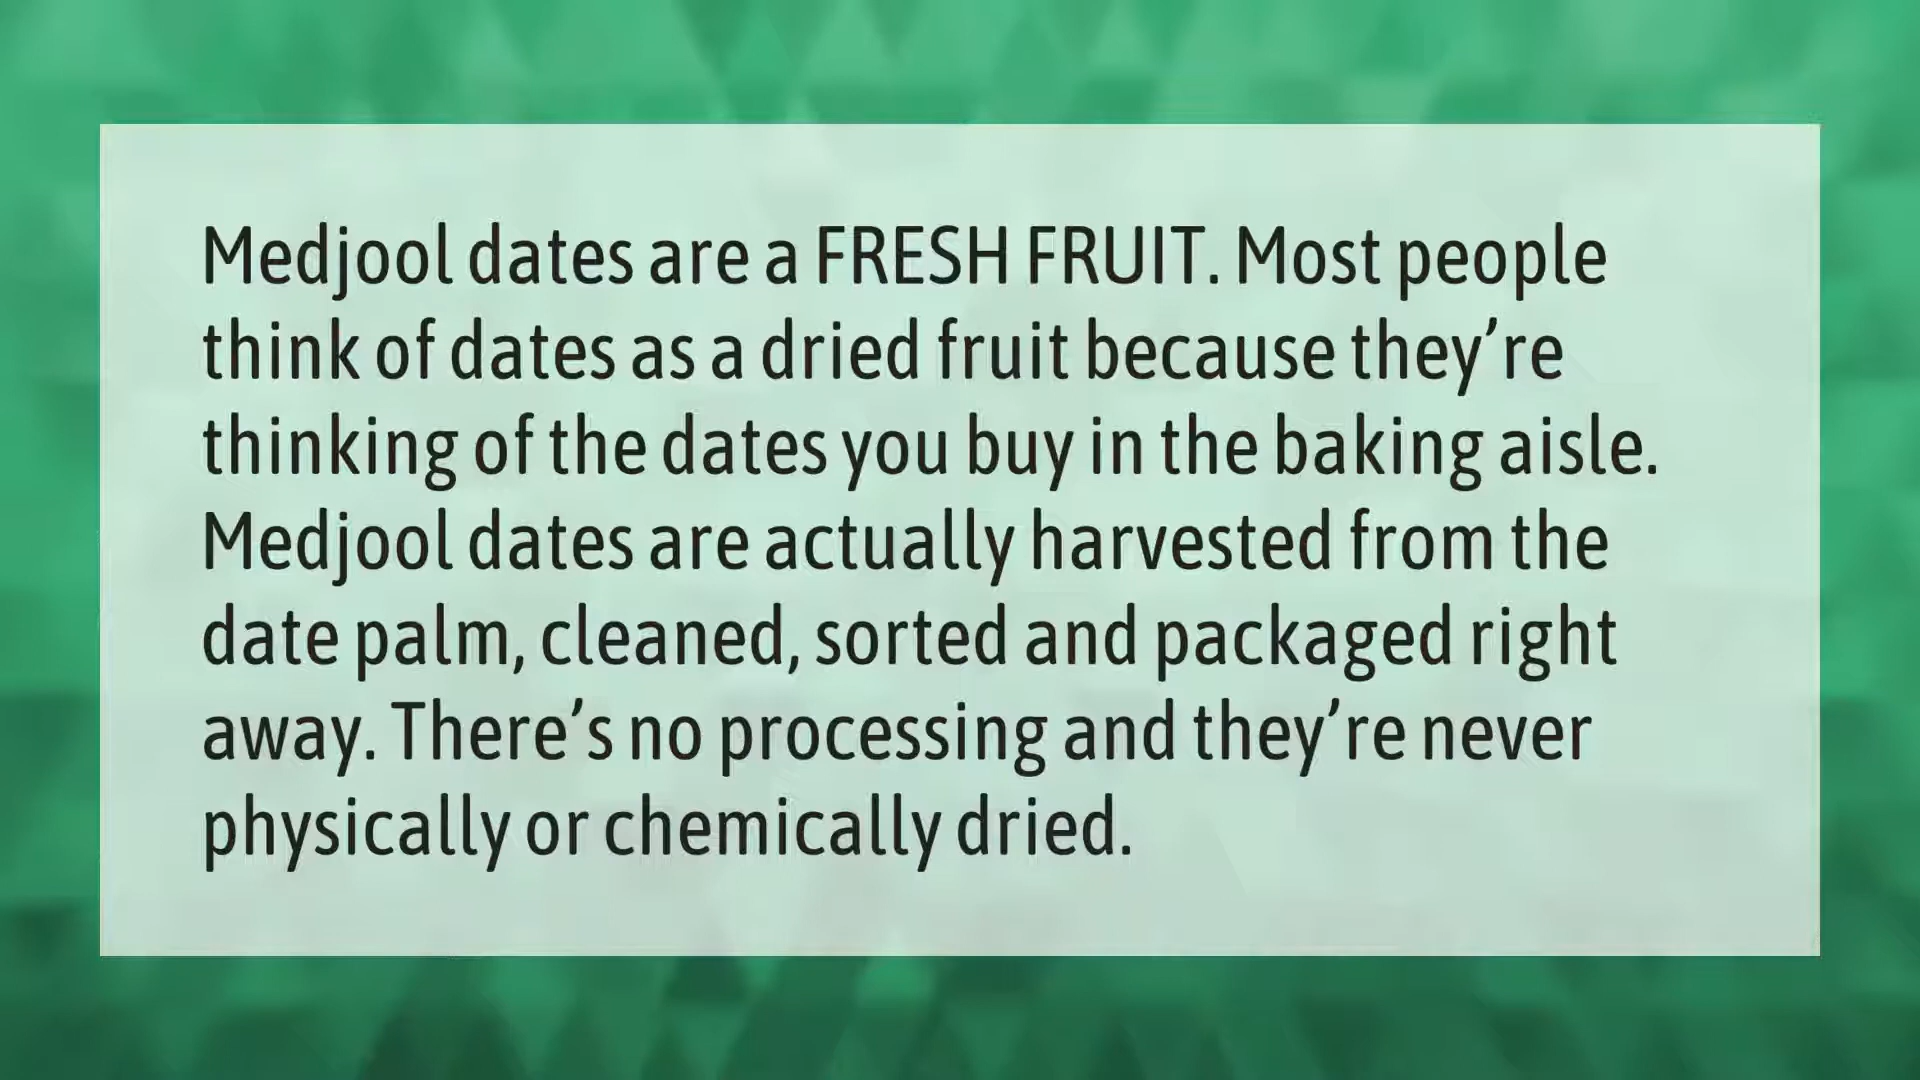 Medjool dates are a FRESH FRUIT. Most people
think of dates as a dried fruit because they’re
thinking of the dates you buy in the baking aisle.
Medjool dates are actually harvested from the
date palm, cleaned, sorted and packaged right
away. There’s no processing and they’re never
physically or chemically dried.